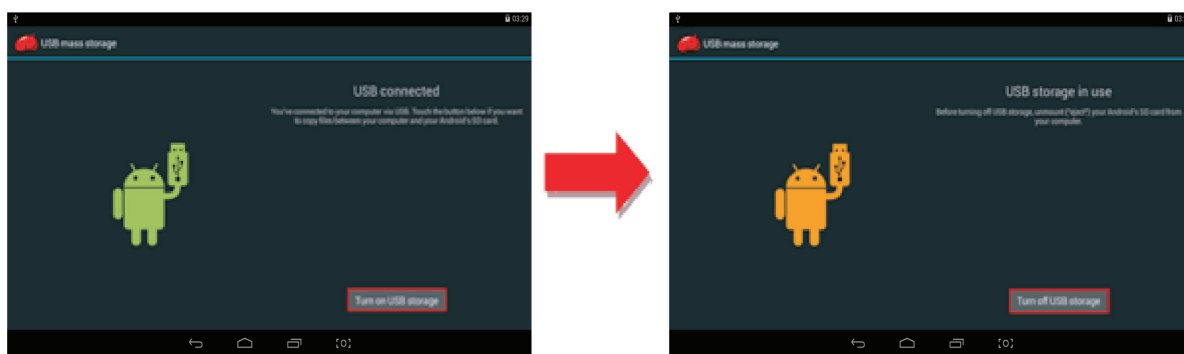 03:29
USB mass storage
USB connected
You've connected to your computer via USB. Touch the button below if you want
to copy files between your computer and your Android's SD card.
Turn on USB storage
03:
USB mass storage
USB storage in use
Before turning off USB storage, unmount ("eject") your Android's SD card from
your computer.
Turn off USB storage